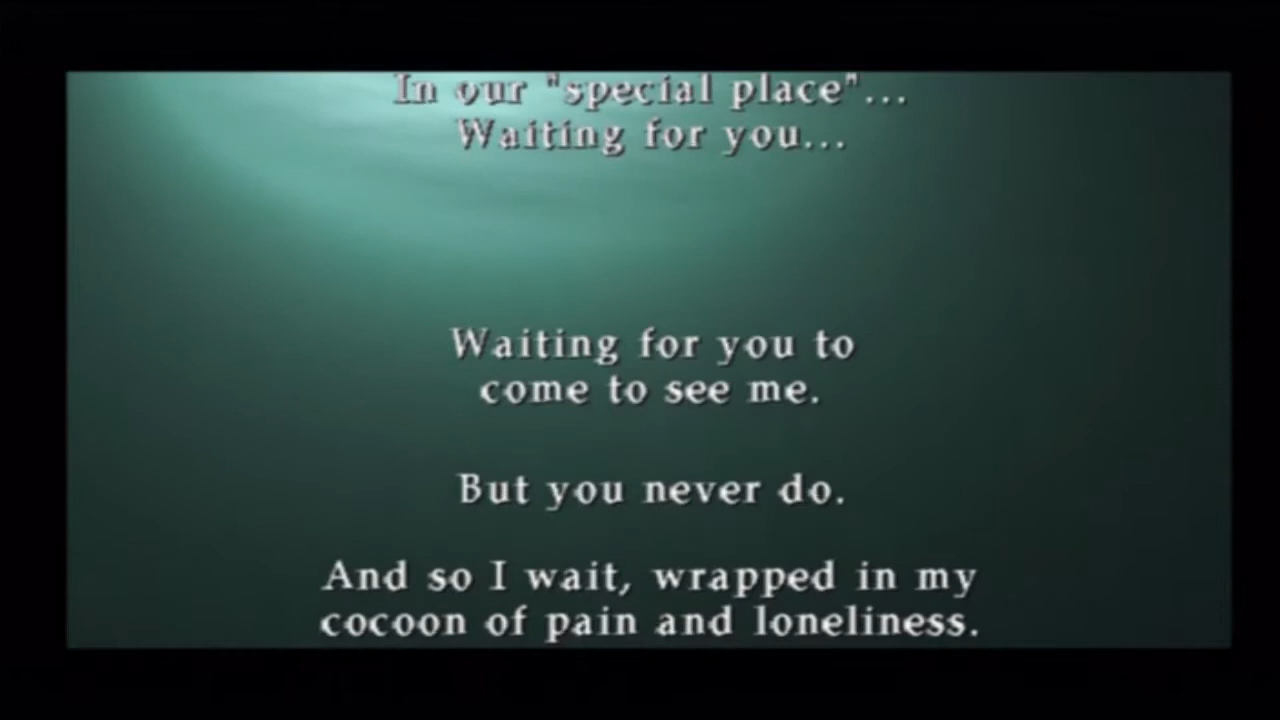 In our "special place"...
Waiting for you...
Waiting for you to
come to see me.
But you never do.
And so I wait, wrapped in my
cocoon of pain and loneliness.